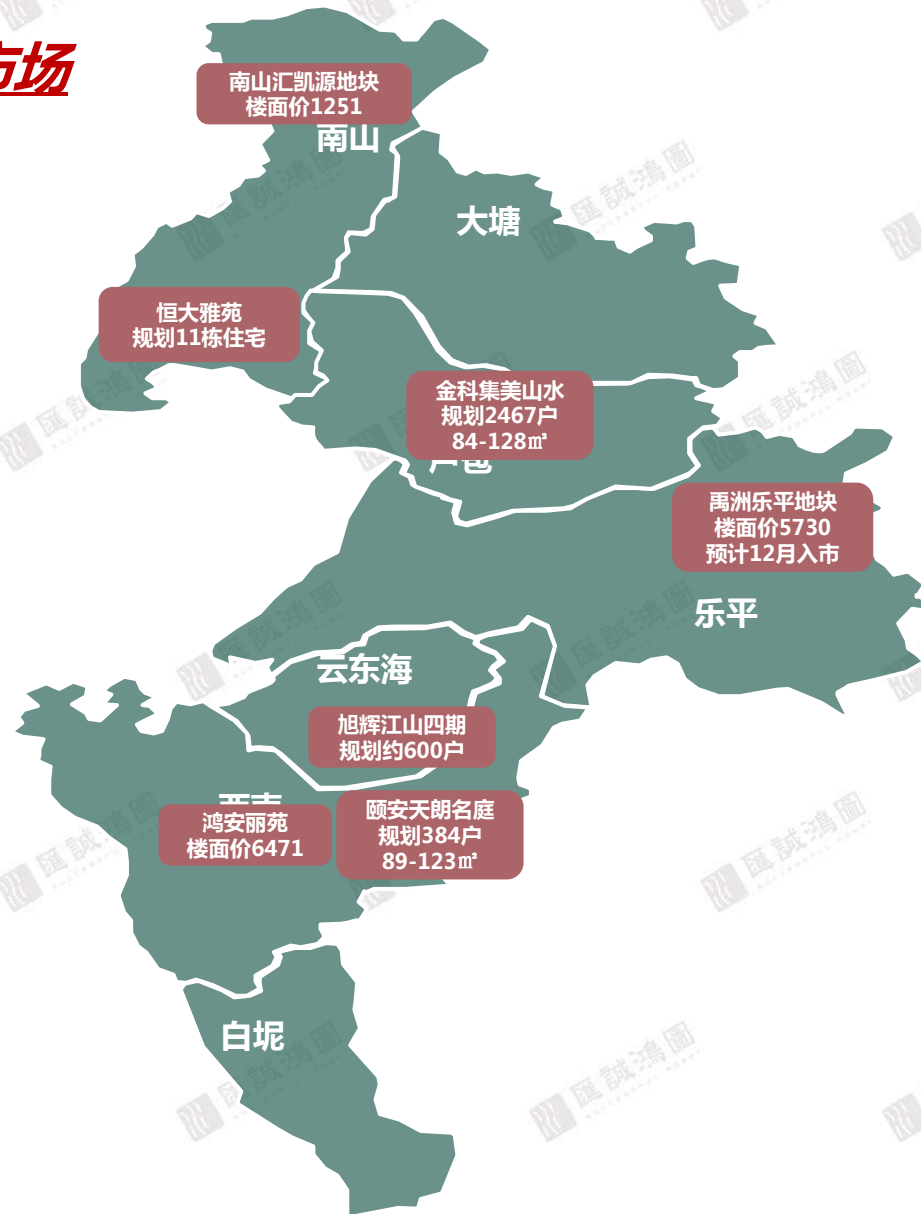 市场
南山汇凯源地块
楼面价1251
南山
大塘
恒大雅苑
规划11栋住宅
金科集美山水
规划2467户
84-128㎡
禹洲乐平地块
楼面价5730
预计12月入市
乐平
云东海
旭辉江山四期
规划约600户
鸿安丽苑
楼面价6471
颐安天朗名庭
规划384户
89-123㎡
白坭
匯誠鴻圖